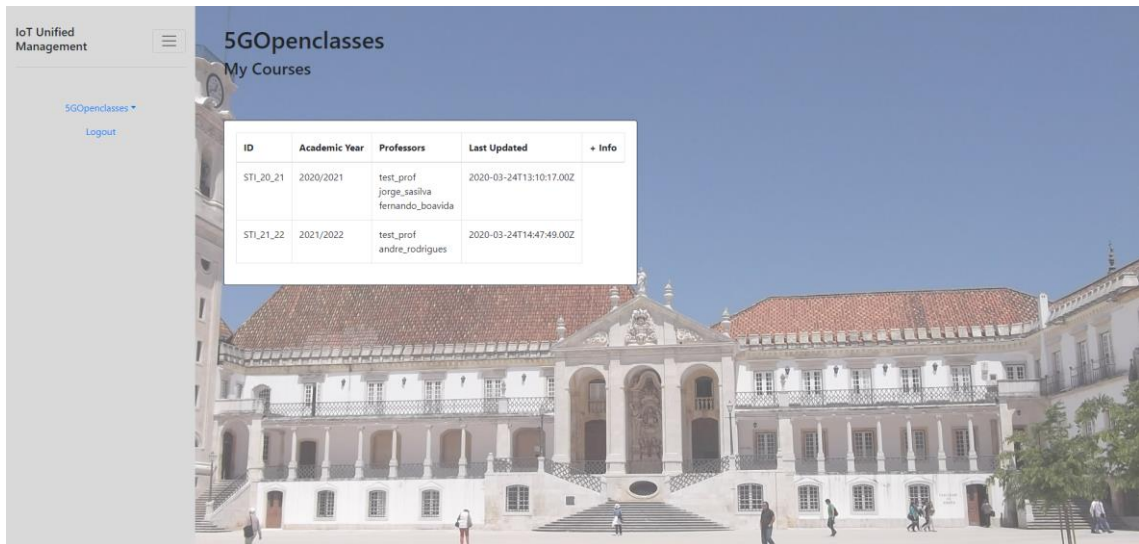 IoT Unified
Management
5GOpenclasses
Logout
5GOpenclasses
My Courses
ID Academic Year Professors Last Updated + Info
STI_20_21 2020/2021 test_prof 2020-03-24T13:10:17.00Z
jorge_sasilva
fernando_boavida
STI_21_22 2021/2022 test_prof 2020-03-24T14:47:49.00Z
andre_rodrigues